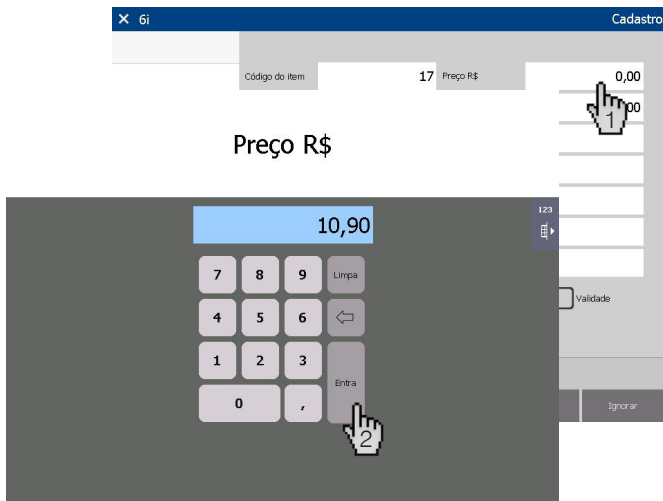 6i Cadastro
Código do item 17 Preço R$ 0,00
1
Preço R$
10,90
123
7 8 9 Limpa
4 5 6
Validade
1 2 3
Entra
0 ,
Ignorar
2